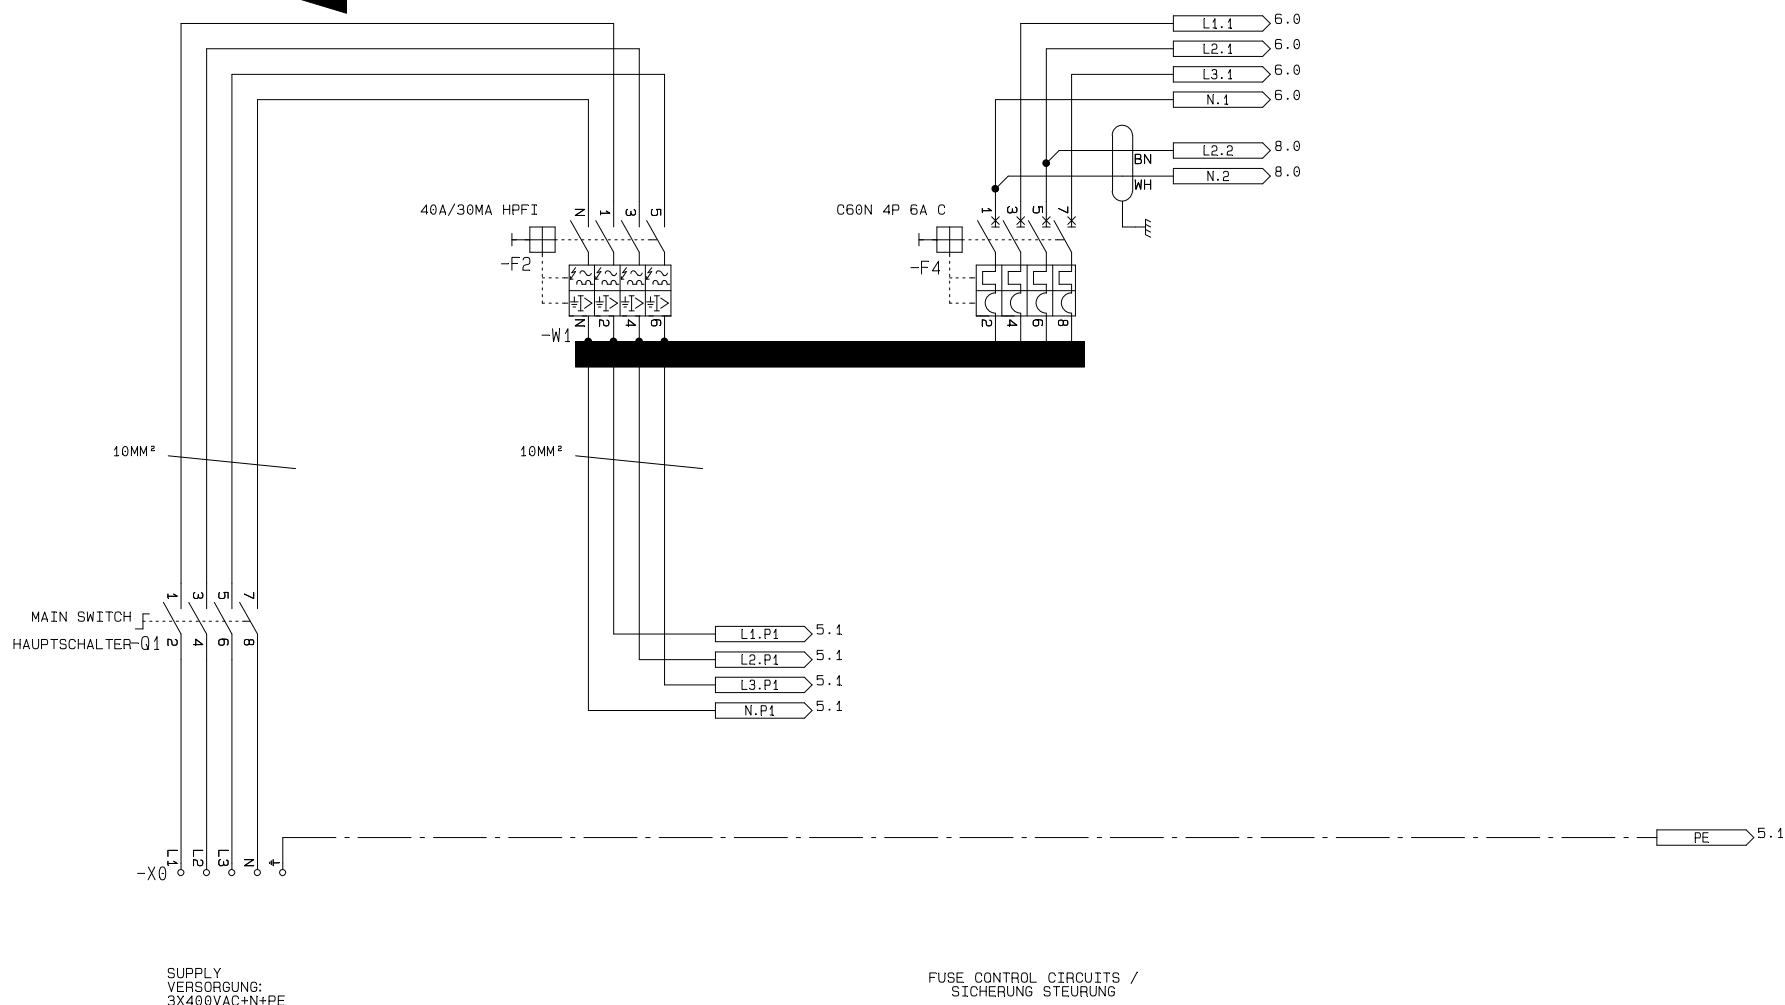 L1.1 6.0
L2.1 6.0
L3.1 6.0
N.1 6.0
BN L2.2 8.0
WH N.2 8.0
40A/30MA HPFI N 1 3 5
C60N 4P 6A C 1 3 5 7
-F2
-F4
N 2 4 6
2 4 6 8
-W1
10MM²
10MM²
1 3 5 7
MAIN SWITCH
HAUPTSCHALTER-Q1 2 4 6 8
L1.P1 5.1
L2.P1 5.1
L3.P1 5.1
N.P1 5.1
PE 5.1
-X0 L1 L2 L3 N
SUPPLY
VERSORGUNG:
3X400VAC+N+PE
FUSE CONTROL CIRCUITS /
SICHERUNG STEURUNG